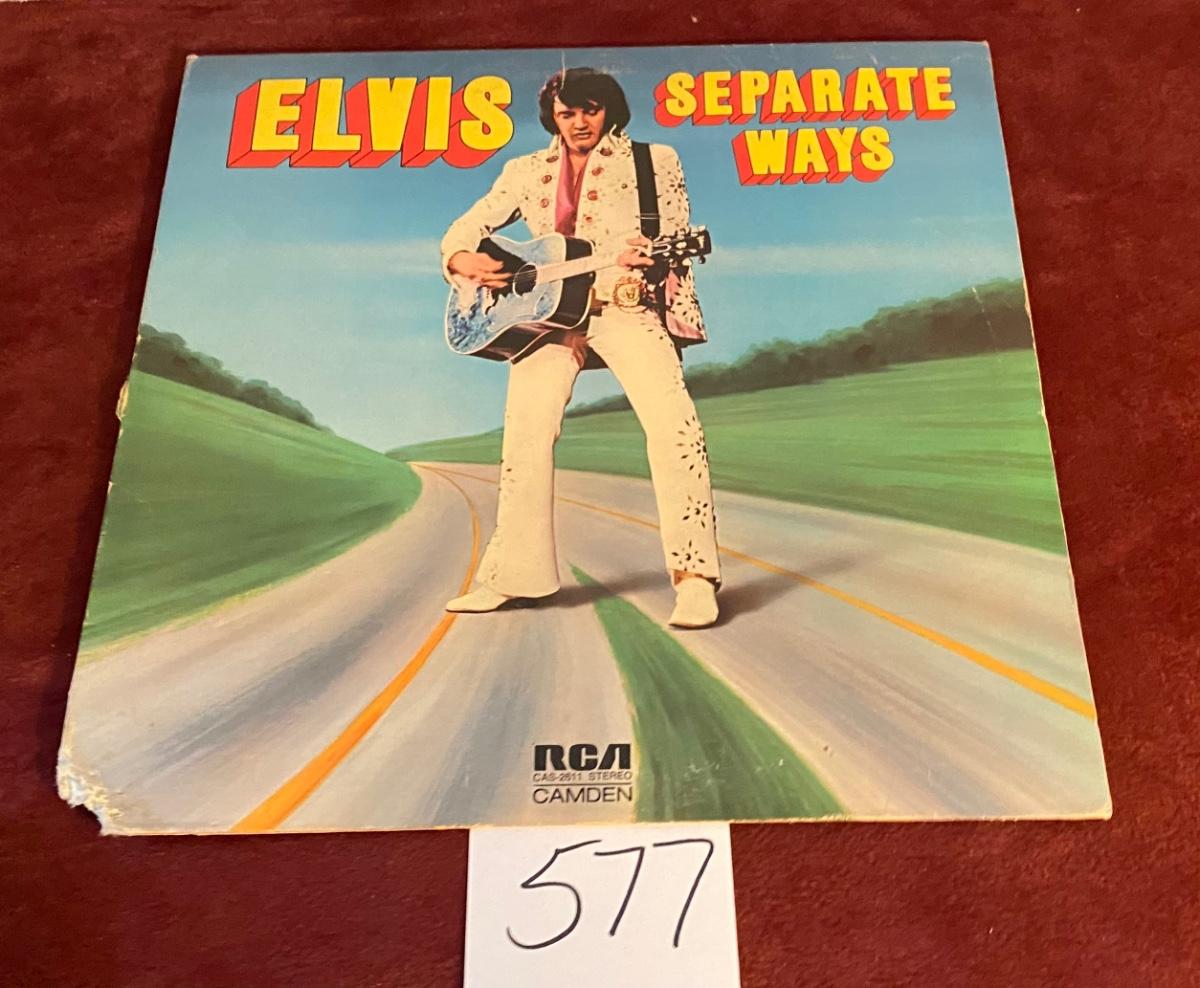 ELVIS
SEPARATE
WAYS
RCA
CAS-2611 STEREO
CAMDEN
577